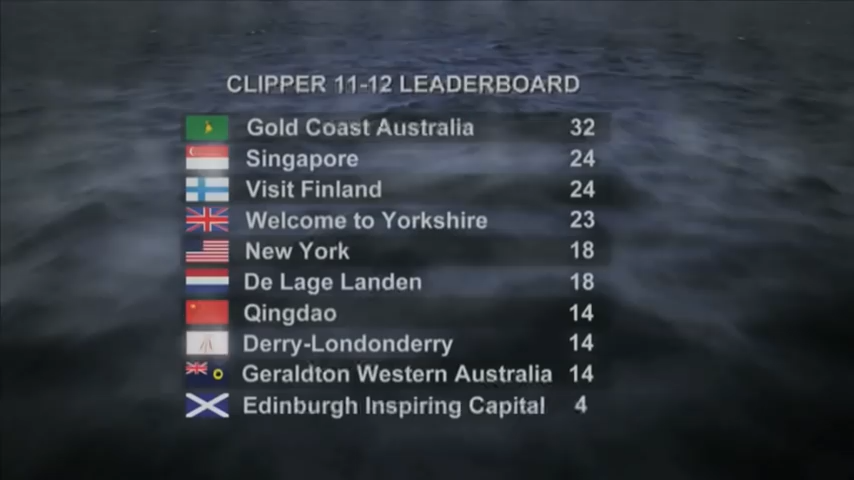 CLIPPER 11-12 LEADERBOARD
Gold Coast Australia 32
Singapore 24
Visit Finland 24
Welcome to Yorkshire 23
New York 18
De Lage Landen 18
Qingdao 14
Derry-Londonderry 14
Geraldton Western Australia 14
Edinburgh Inspiring Capital 4